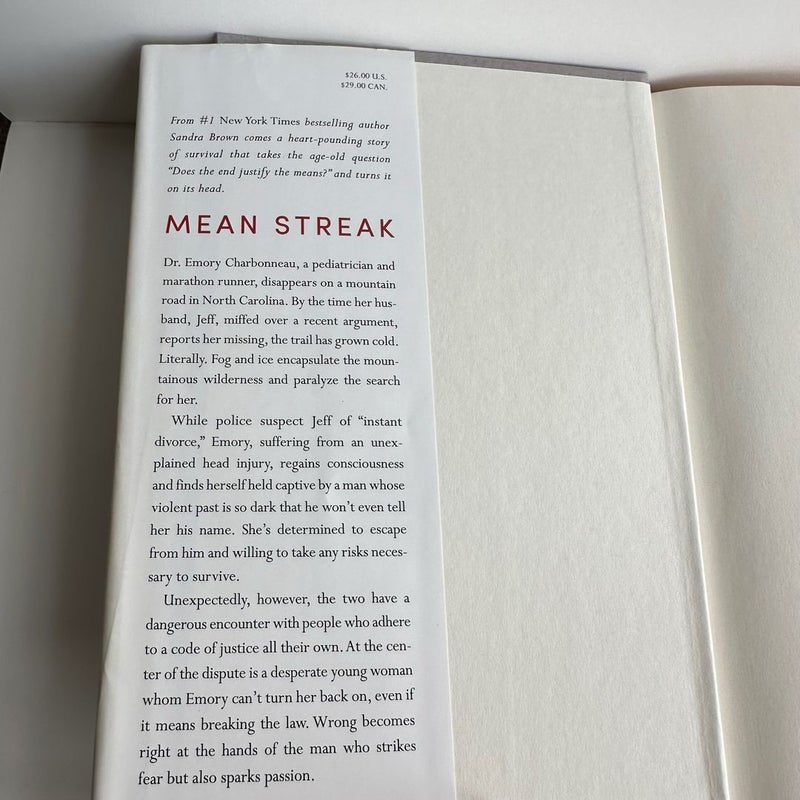 $26.00 U.S.
$29.00 CAN.
From #1 New York Times bestselling author
Sandra Brown comes a heart-pounding story
of survival that takes the age-old question
“Does the end justify the means?” and turns it
on its head.
MEAN STREAK
Dr. Emory Charbonneau, a pediatrician and
marathon runner, disappears on a mountain
road in North Carolina. By the time her hus-
band, Jeff, miffed over a recent argument,
reports her missing, the trail has grown cold.
Literally. Fog and ice encapsulate the moun-
tainous wilderness and paralyze the search
for her.
While police suspect Jeff of “instant
divorce,” Emory, suffering from an unex-
plained head injury, regains consciousness
and finds herself held captive by a man whose
violent past is so dark that he won’t even tell
her his name. She’s determined to escape
from him and willing to take any risks neces-
sary to survive.
Unexpectedly, however, the two have a
dangerous encounter with people who adhere
to a code of justice all their own. At the cen-
ter of the dispute is a desperate young woman
whom Emory can’t turn her back on, even if
it means breaking the law. Wrong becomes
right at the hands of the man who strikes
fear but also sparks passion.